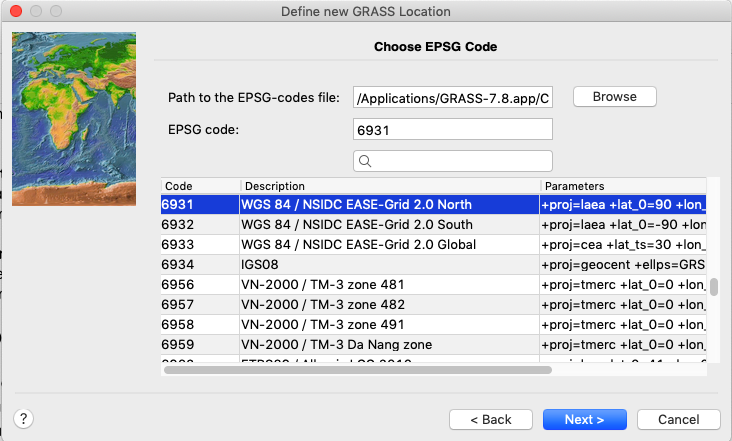 Define new GRASS Location
Choose EPSG Code
Path to the EPSG-codes file: /Applications/GRASS-7.8.app/C Browse
EPSG code: 6931
Code Description Parameters
6931 WGS 84 / NSIDC EASE-Grid 2.0 North +proj=laea +lat_0=90 +lon_
6932 WGS 84 / NSIDC EASE-Grid 2.0 South +proj=laea +lat_0=-90 +lon
6933 WGS 84 / NSIDC EASE-Grid 2.0 Global +proj=cea +lat_ts=30 +lon_
6934 IGS08 +proj=geocent +ellps=GRS
6956 VN-2000 / TM-3 zone 481 +proj=tmerc +lat_0=0 +lon_
6957 VN-2000 / TM-3 zone 482 +proj=tmerc +lat_0=0 +lon_
6958 VN-2000 / TM-3 zone 491 +proj=tmerc +lat_0=0 +lon_
6959 VN-2000 / TM-3 Da Nang zone +proj=tmerc +lat_0=0 +lon_
? < Back Next > Cancel